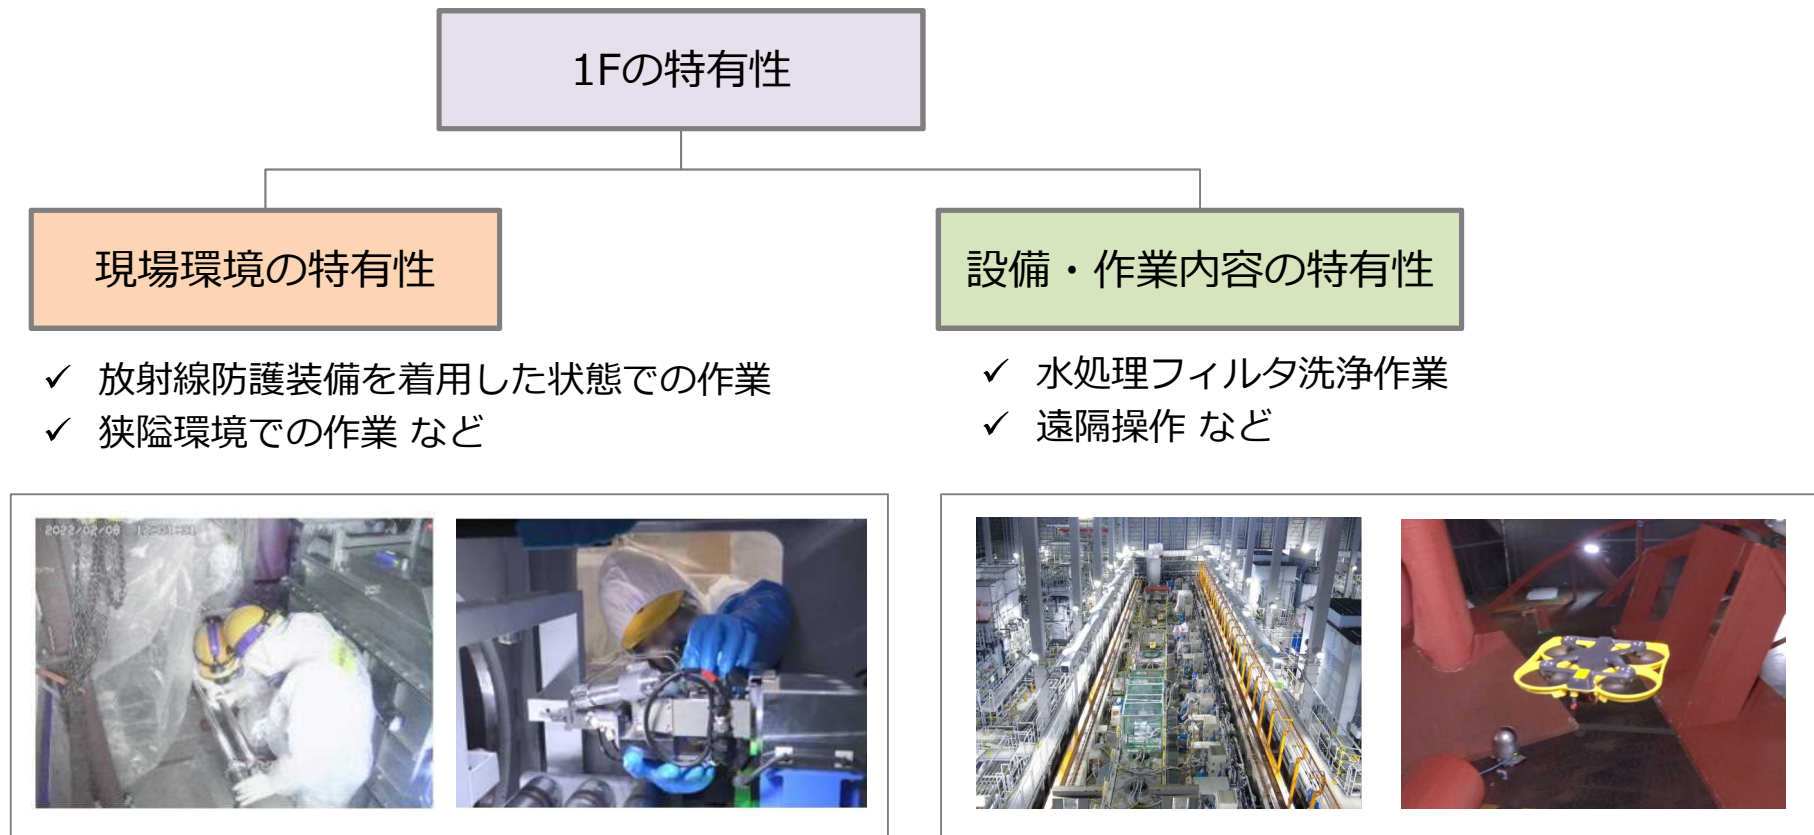 1Fの特有性
現場環境の特有性
設備・作業内容の特有性
✓ 放射線防護装備を着用した状態での作業
✓ 狭隘環境での作業 など
✓ 水処理フィルタ洗浄作業
✓ 遠隔操作 など
2022/02/08